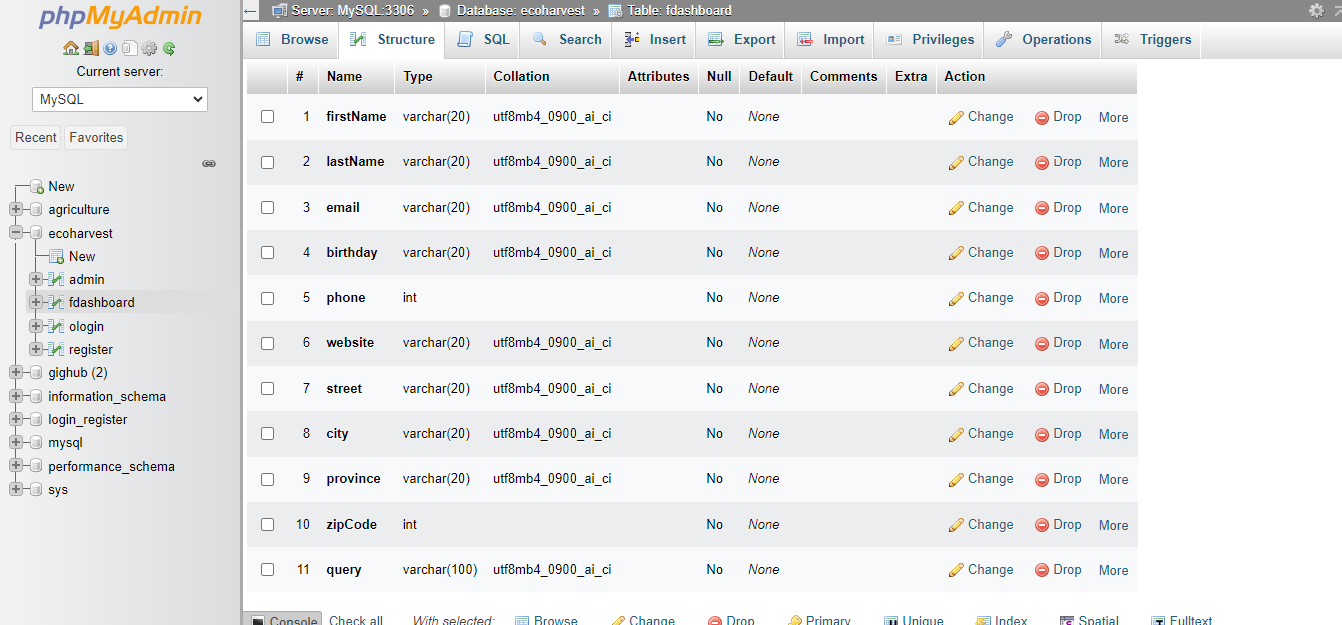 phpMyAdmin
Current server:
MySQL
Recent Favorites
New
agriculture
ecoharvest
New
admin
fdashboard
ologin
register
gighub (2)
information_schema
login_register
mysql
performance_schema
sys
← Server: MySQL:3306 » Database: ecoharvest » Table: fdashboard
Browse Structure SQL Search Insert Export Import Privileges Operations Triggers
# Name Type Collation Attributes Null Default Comments Extra Action
1 firstName varchar(20) utf8mb4_0900_ai_ci No None Change Drop More
2 lastName varchar(20) utf8mb4_0900_ai_ci No None Change Drop More
3 email varchar(20) utf8mb4_0900_ai_ci No None Change Drop More
4 birthday varchar(20) utf8mb4_0900_ai_ci No None Change Drop More
5 phone int No None Change Drop More
6 website varchar(20) utf8mb4_0900_ai_ci No None Change Drop More
7 street varchar(20) utf8mb4_0900_ai_ci No None Change Drop More
8 city varchar(20) utf8mb4_0900_ai_ci No None Change Drop More
9 province varchar(20) utf8mb4_0900_ai_ci No None Change Drop More
10 zipCode int No None Change Drop More
11 query varchar(100) utf8mb4_0900_ai_ci No None Change Drop More
Console Check all With selected: Browse Change Drop Primary Unique Index Spatial Fulltext